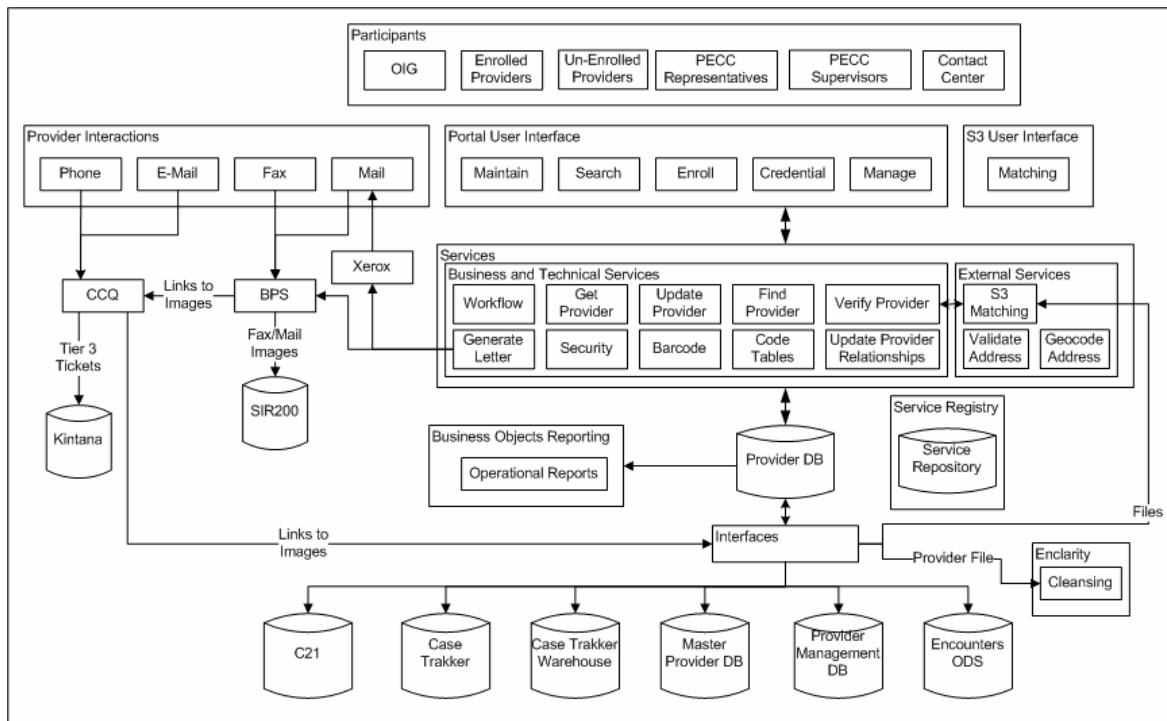 Participants
OIG
Enrolled
Providers
Un-Enrolled
Providers
PECC
Representatives
PECC
Supervisors
Contact
Center
Provider Interactions
Phone
E-Mail
Fax
Mail
Portal User Interface
Maintain
Search
Enroll
Credential
Manage
S3 User Interface
Matching
Xerox
CCQ
Links to
Images
BPS
Services
Business and Technical Services
Workflow
Get
Provider
Update
Provider
Find
Provider
Verify Provider
Generate
Letter
Security
Barcode
Code
Tables
Update Provider
Relationships
External Services
S3
Matching
Validate
Address
Geocode
Address
Tier 3
Tickets
Fax/Mail
Images
Kintana
SIR200
Business Objects Reporting
Operational Reports
Provider DB
Service Registry
Service
Repository
Files
Links to
Images
Interfaces
Provider File
Enclarity
Cleansing
C21
Case
Trakker
Case Trakker
Warehouse
Master
Provider DB
Provider
Management
DB
Encounters
ODS